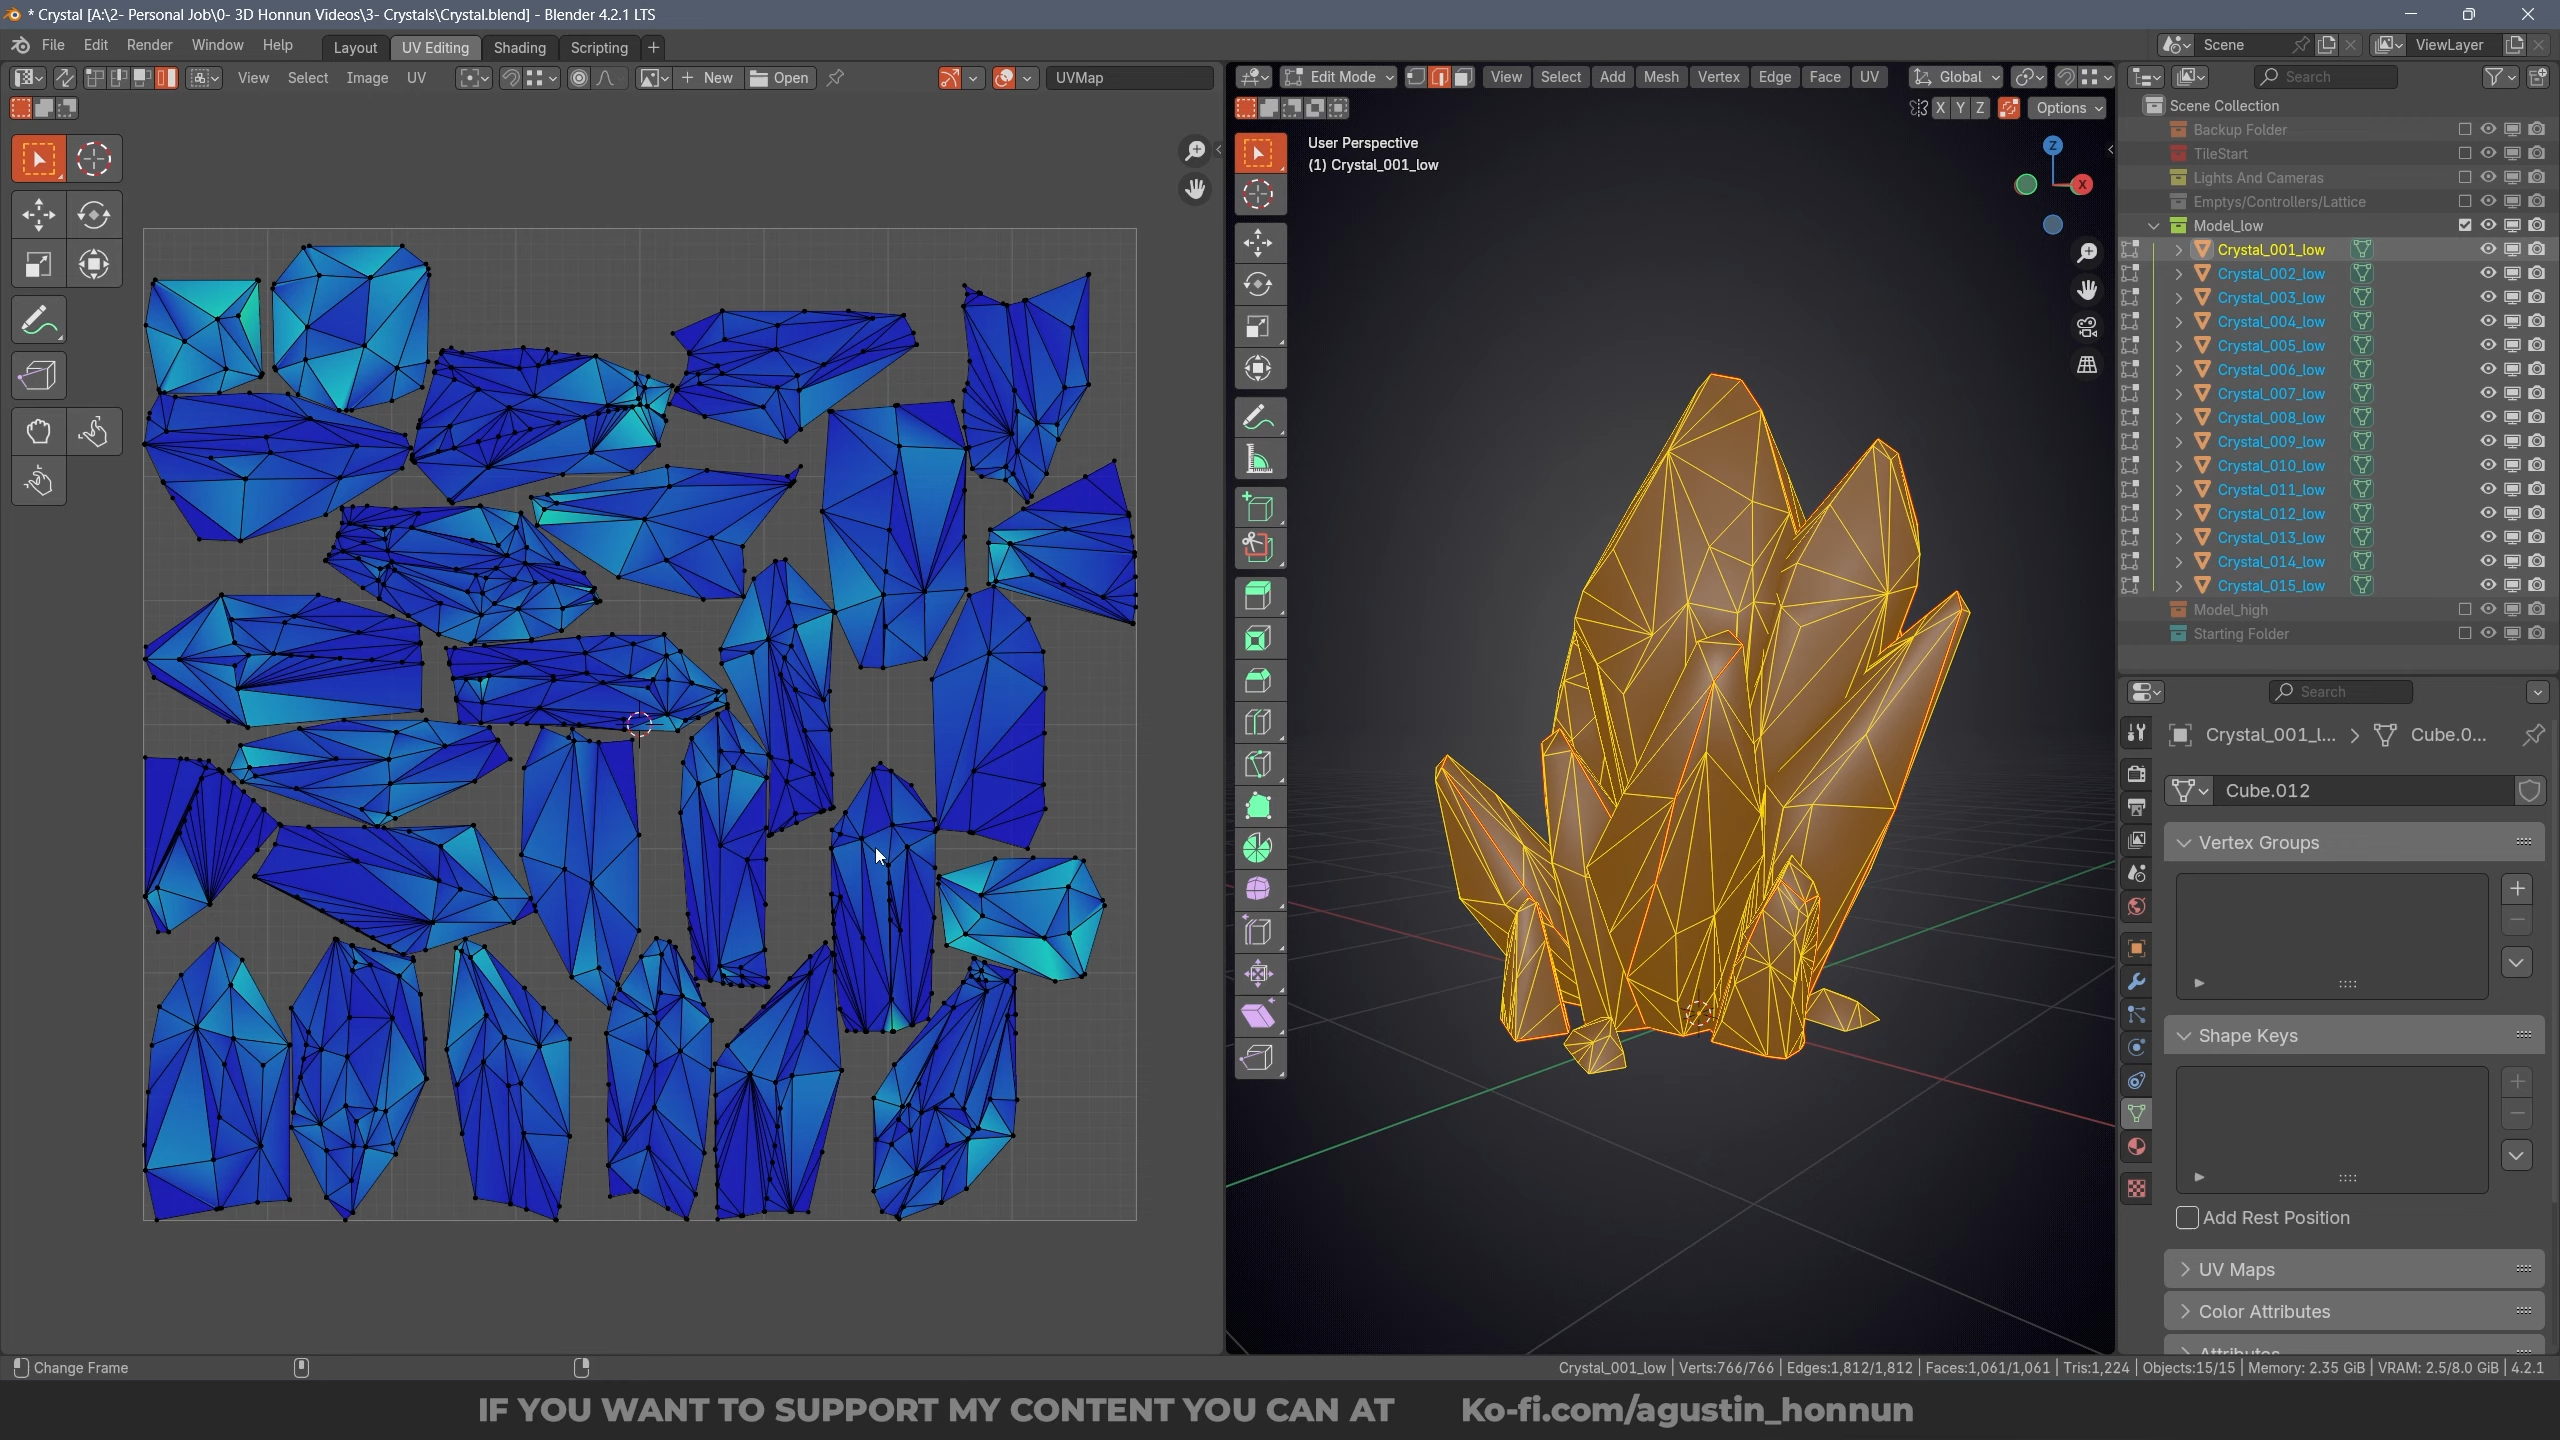 * Crystal [A:\2- Personal Job\0- 3D Honnun Videos\3- Crystals\Crystal.blend] - Blender 4.2.1 LTS
File Edit Render Window Help Layout UV Editing Shading Scripting + Scene ViewLayer
View Select Image UV New Open UVMap
Edit Mode View Select Add Mesh Vertex Edge Face UV Global
Search
X Y Z Options
User Perspective
(1) Crystal_001_low
Z
X
Scene Collection
Backup Folder
TileStart
Lights And Cameras
Emptys/Controllers/Lattice
Model_low
Crystal_001_low
Crystal_002_low
Crystal_003_low
Crystal_004_low
Crystal_005_low
Crystal_006_low
Crystal_007_low
Crystal_008_low
Crystal_009_low
Crystal_010_low
Crystal_011_low
Crystal_012_low
Crystal_013_low
Crystal_014_low
Crystal_015_low
Model_high
Starting Folder
Search
Crystal_001_l... > Cube.0...
Cube.012
Vertex Groups
Shape Keys
Add Rest Position
UV Maps
Color Attributes
Attributes
Change Frame
Crystal_001_low | Verts:766/766 | Edges:1,812/1,812 | Faces:1,061/1,061 | Tris:1,224 | Objects:15/15 | Memory: 2.35 GiB | VRAM: 2.5/8.0 GiB | 4.2.1
IF YOU WANT TO SUPPORT MY CONTENT YOU CAN AT Ko-fi.com/agustin_honnun